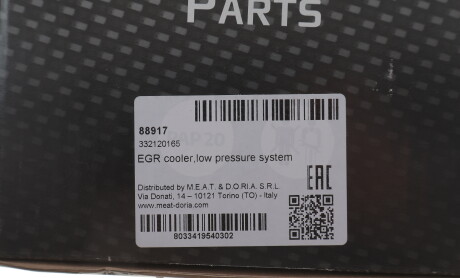 PARTS
88917
332120165
EGR cooler,low pressure system
EAC
Distributed by M.E.A.T. & D.O.R.I.A. S.R.L.
Via Donati, 14 – 10121 Torino (TO) - Italy
www.meat-doria.com
8033419540302